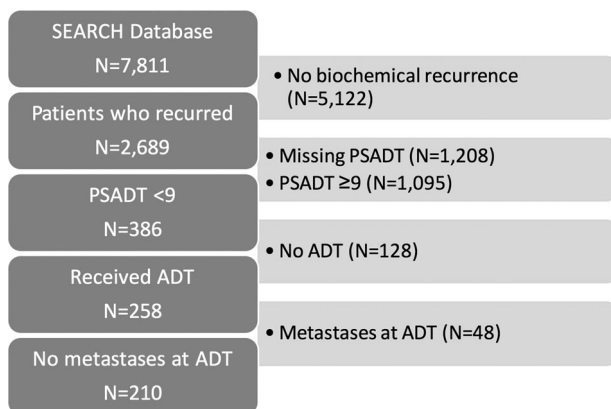 SEARCH Database
N=7,811
• No biochemical recurrence
(N=5,122)
Patients who recurred
N=2,689
• Missing PSADT (N=1,208)
• PSADT ≥9 (N=1,095)
PSADT <9
N=386
• No ADT (N=128)
Received ADT
N=258
• Metastases at ADT (N=48)
No metastases at ADT
N=210